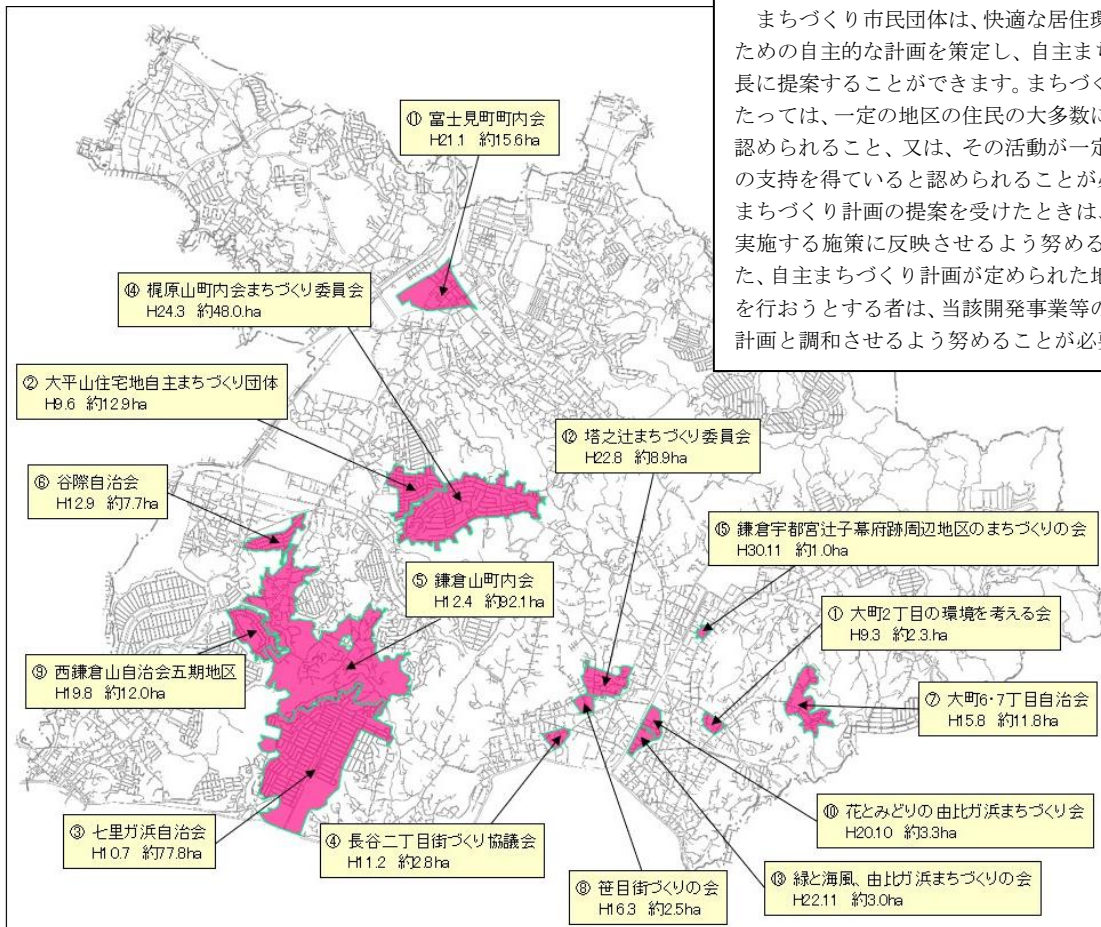 まちづくり市民団体は、快適な居住環
ための自主的な計画を策定し、自主まち
長に提案することができます。まちづく
たっては、一定の地区の住民の大多数に
認められること、又は、その活動が一定
の支持を得ていると認められることが必
まちづくり計画の提案を受けたときは、
実施する施策に反映させるよう努める
た、自主まちづくり計画が定められた地
を行おうとする者は、当該開発事業等の
計画と調和させるよう努めることが必要
⑪ 富士見町町内会
H21.1 約15.6ha
⑭ 梶原山町内会まちづくり委員会
H24.3 約48.0ha
② 大平山住宅地自主まちづくり団体
H9.6 約12.9ha
⑫ 塔之辻まちづくり委員会
H22.8 約8.9ha
⑥ 谷際自治会
H12.9 約7.7ha
⑮ 鎌倉宇都宮辻子幕府跡周辺地区のまちづくりの会
H30.11 約1.0ha
⑤ 鎌倉山町内会
H12.4 約92.1ha
① 大町2丁目の環境を考える会
H9.3 約2.3ha
⑨ 西鎌倉山自治会五期地区
H19.8 約12.0ha
⑦ 大町6・7丁目自治会
H15.8 約11.8ha
③ 七里ガ浜自治会
H10.7 約77.8ha
④ 長谷二丁目街づくり協議会
H11.2 約2.8ha
⑩ 花とみどりの由比ガ浜まちづくり会
H20.10 約3.3ha
⑧ 笹目街づくりの会
H16.3 約2.5ha
⑬ 緑と海風、由比ガ浜まちづくりの会
H22.11 約3.0ha